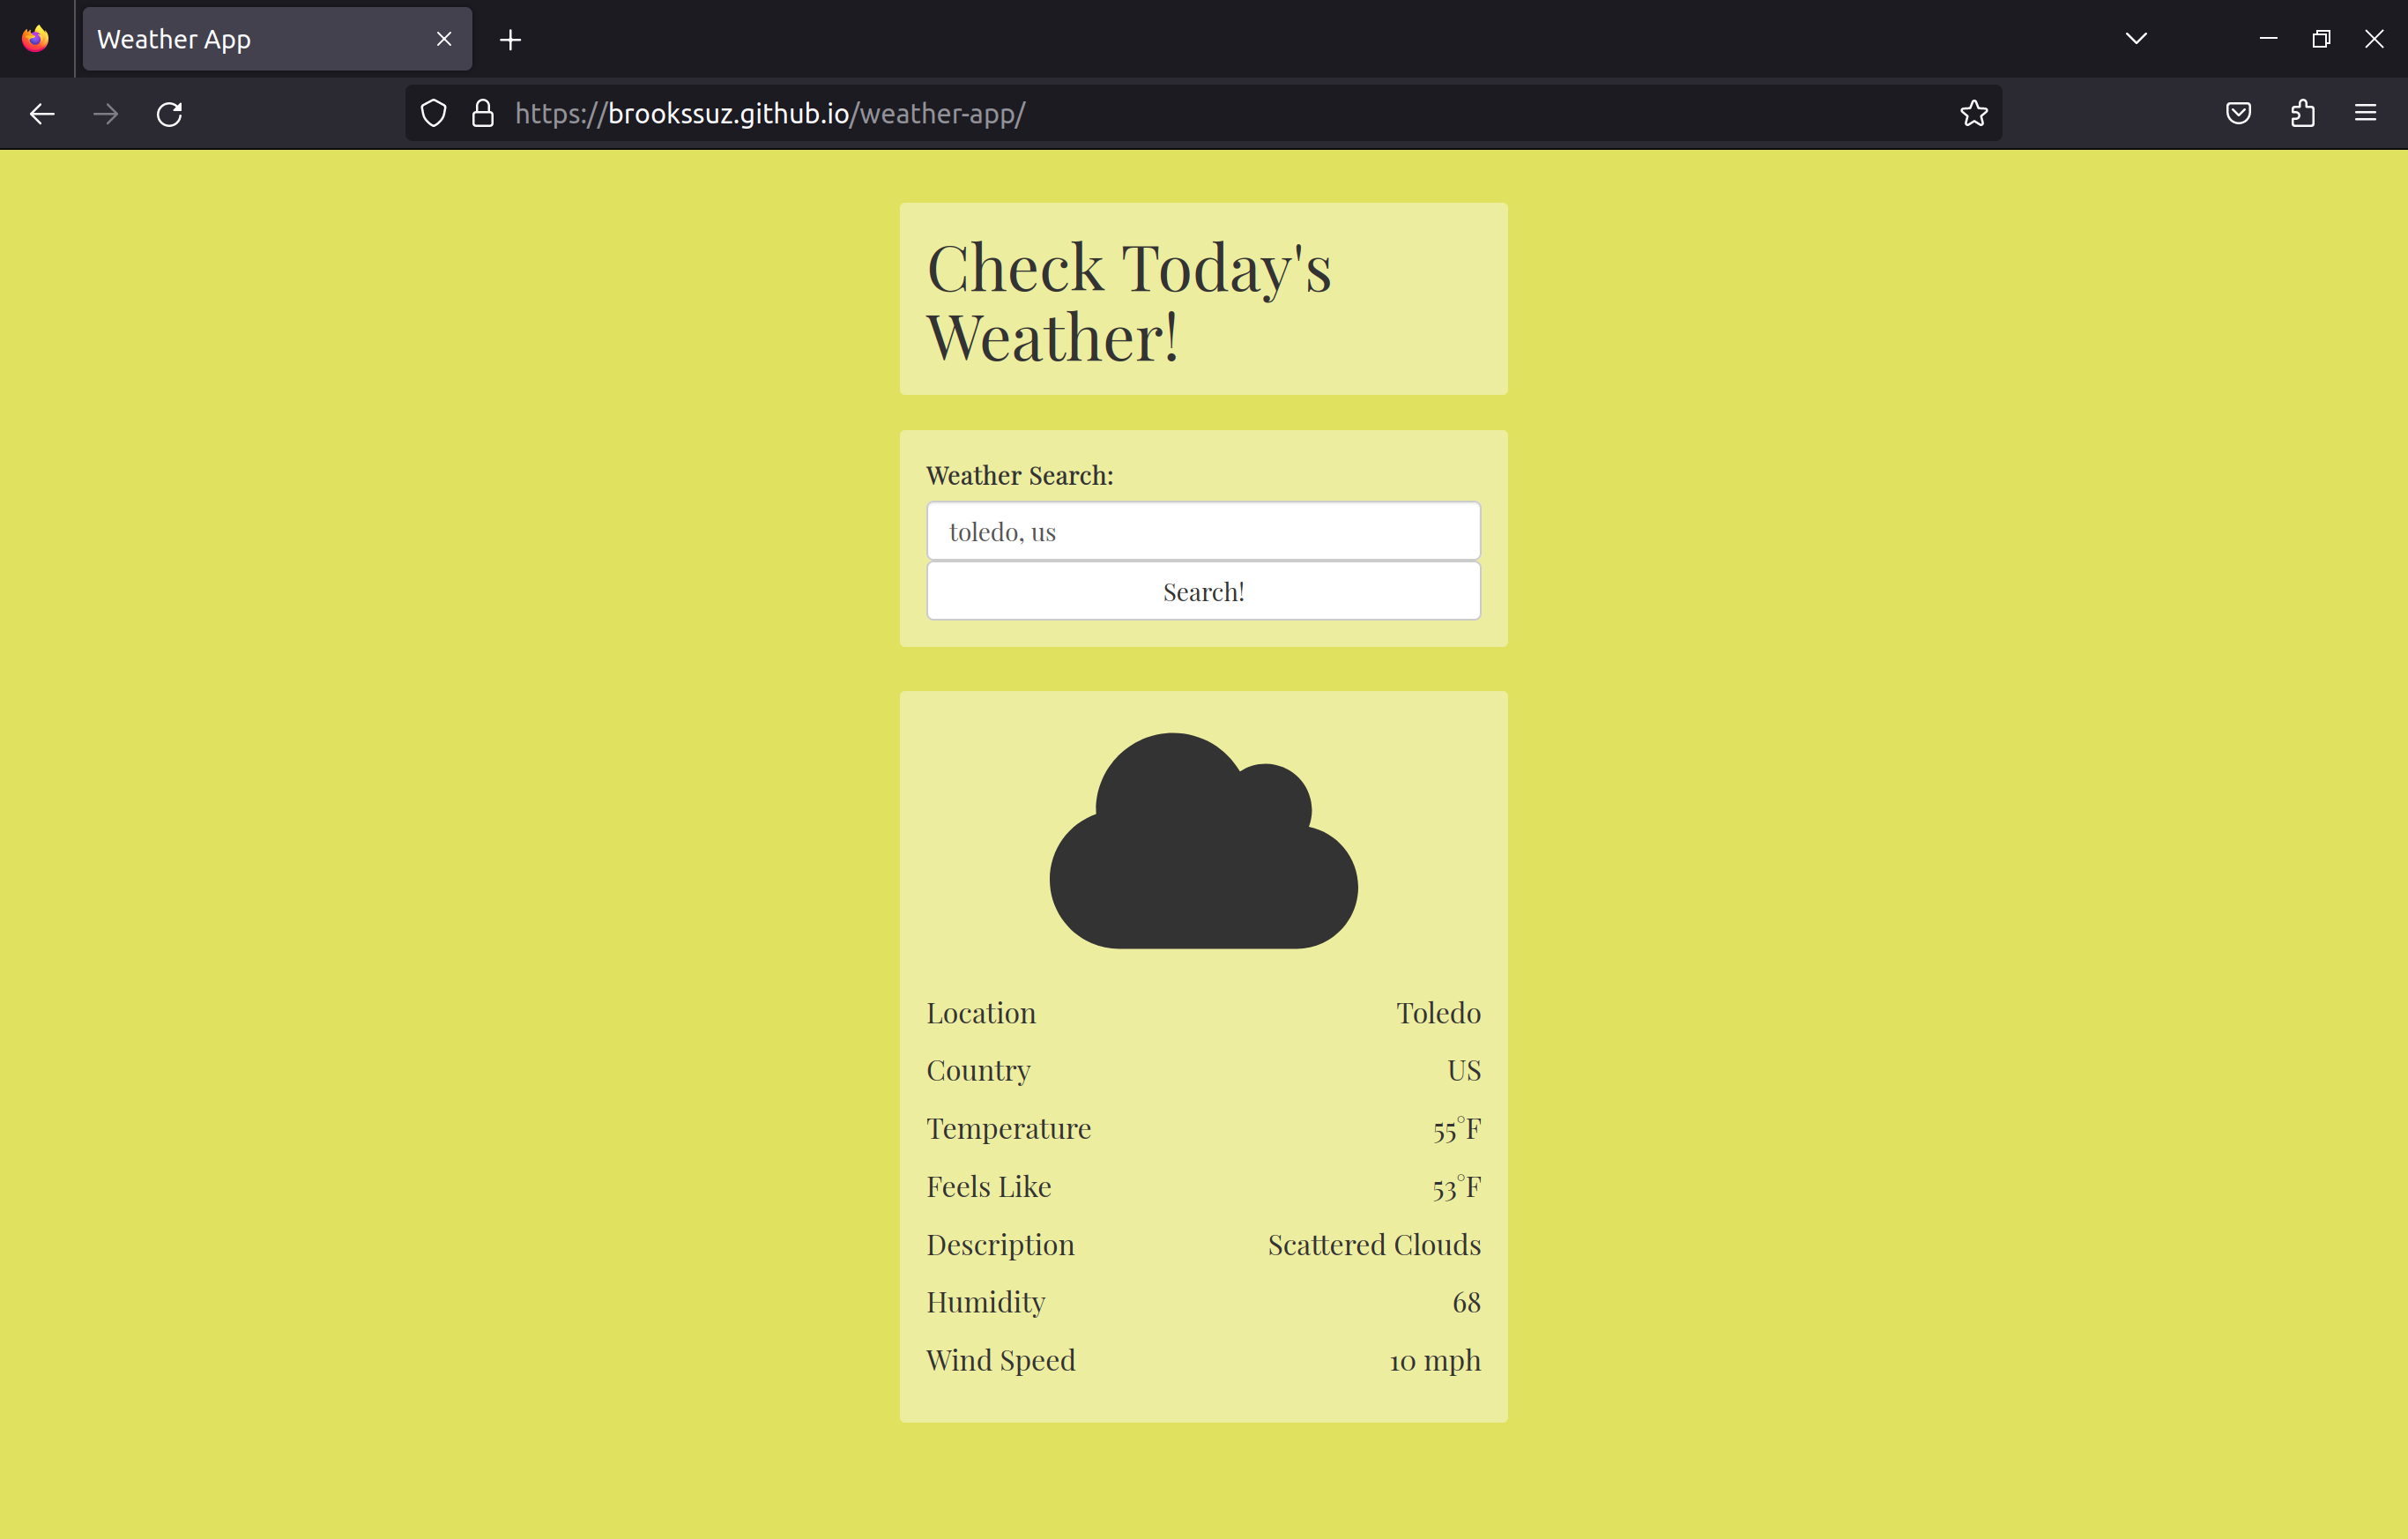 Weather App
https://brookssuz.github.io/weather-app/
Check Today's
Weather!
Weather Search:
toledo, us
Search!
Location Toledo
Country US
Temperature 55°F
Feels Like 53°F
Description Scattered Clouds
Humidity 68
Wind Speed 10 mph